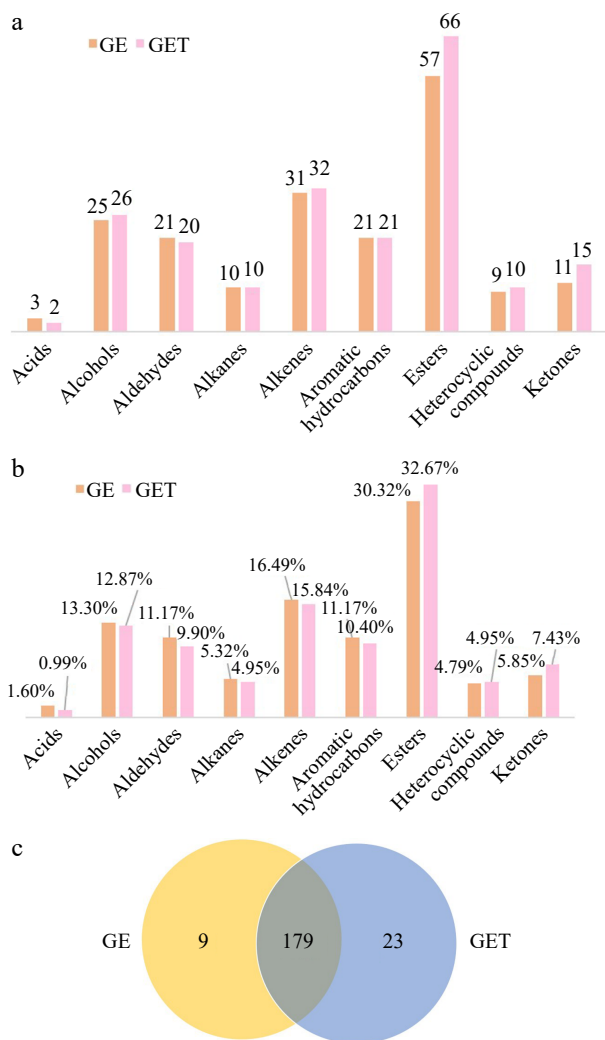 a
GE GET
3 2 25 26 21 20 10 10 31 32 21 21 57 66 9 10 11 15
Acids
Alcohols
Aldehydes
Alkanes
Alkenes
Aromatic
hydrocarbons
Esters
Heterocyclic
compounds
Ketones
b
GE GET
1.60% 0.99% 13.30% 12.87% 11.17% 9.90% 5.32% 4.95% 16.49% 15.84% 11.17% 10.40% 30.32% 32.67% 4.79% 4.95% 5.85% 7.43%
Acids
Alcohols
Aldehydes
Alkanes
Alkenes
Aromatic
hydrocarbons
Esters
Heterocyclic
compounds
Ketones
c
GE 9 179 23 GET